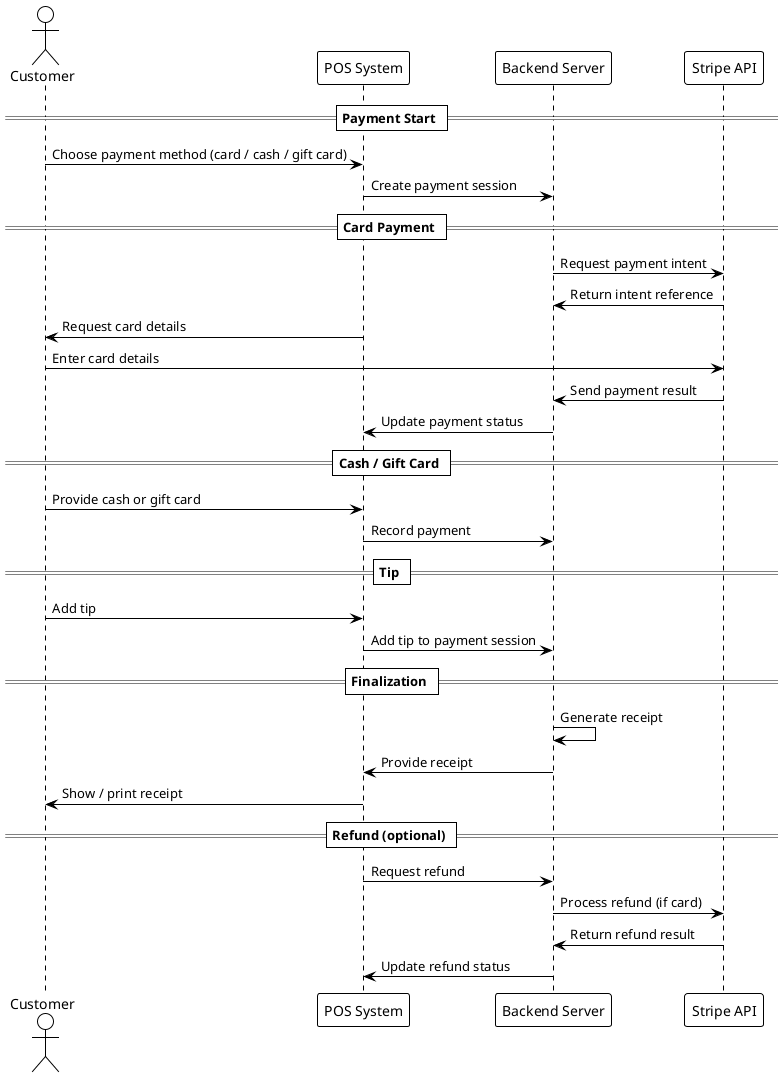 Customer
POS System
Backend Server
Stripe API
Payment Start
Choose payment method (card / cash / gift card)
Create payment session
Card Payment
Request payment intent
Return intent reference
Request card details
Enter card details
Send payment result
Update payment status
Cash / Gift Card
Provide cash or gift card
Record payment
Tip
Add tip
Add tip to payment session
Finalization
Generate receipt
Provide receipt
Show / print receipt
Refund (optional)
Request refund
Process refund (if card)
Return refund result
Update refund status
Customer
POS System
Backend Server
Stripe API